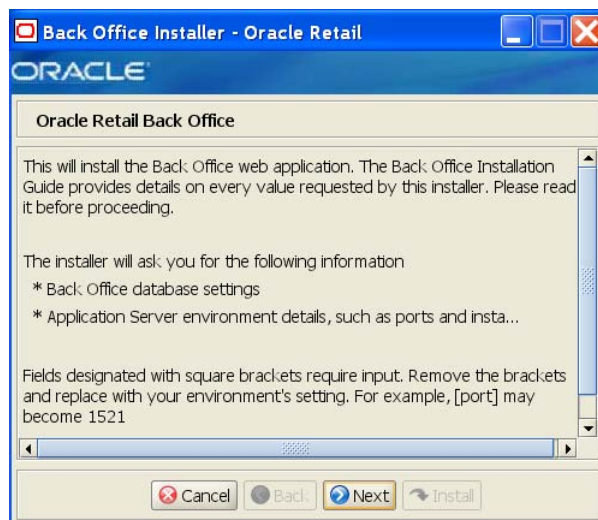 Back Office Installer - Oracle Retail
ORACLE
Oracle Retail Back Office
This will install the Back Office web application. The Back Office Installation
Guide provides details on every value requested by this installer. Please read
it before proceeding.
The installer will ask you for the following information
* Back Office database settings
* Application Server environment details, such as ports and insta...
Fields designated with square brackets require input. Remove the brackets
and replace with your environment's setting. For example, [port] may
become 1521
Cancel Back Next Install